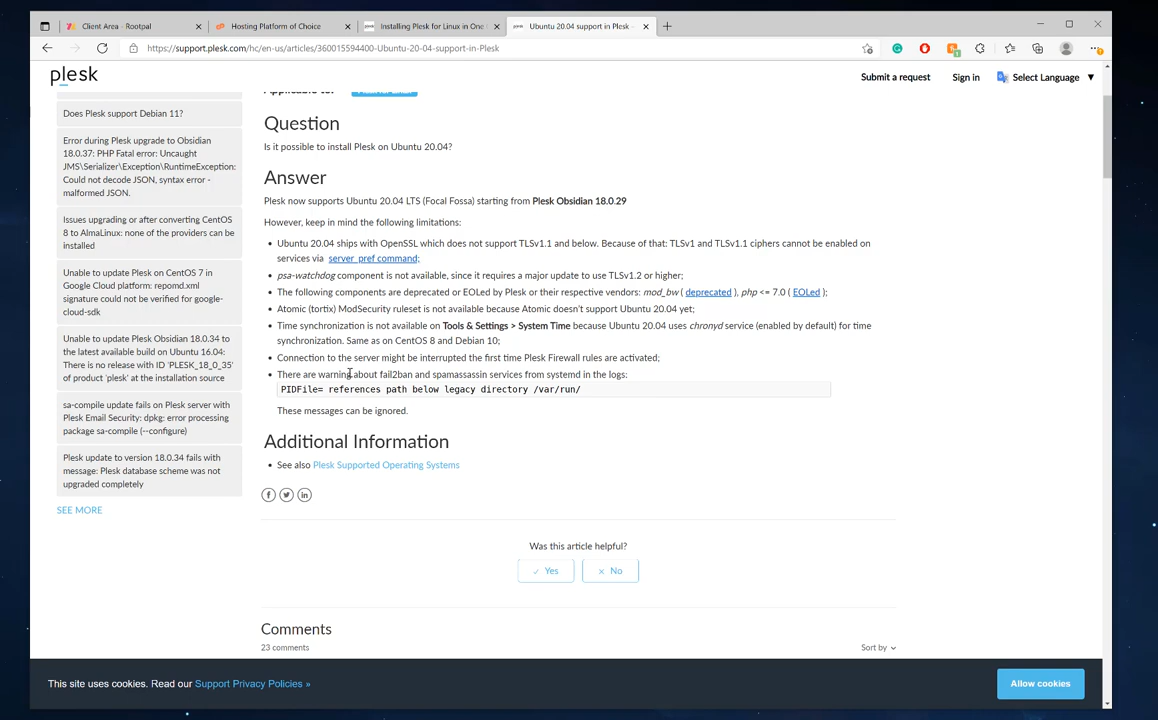 Client Area - Rootpal
Hosting Platform of Choice
Installing Plesk for Linux in One
Ubuntu 20.04 support in Plesk -
https://support.plesk.com/hc/en-us/articles/360015594400-Ubuntu-20-04-support-in-Plesk
plesk
Submit a request
Sign in
Select Language ▼
Does Plesk support Debian 11?
Error during Plesk upgrade to Obsidian
18.0.37: PHP Fatal error: Uncaught
JMS\Serializer\Exception\RuntimeException:
Could not decode JSON, syntax error -
malformed JSON.
Issues upgrading or after converting CentOS
8 to AlmaLinux: none of the providers can be
installed
Unable to update Plesk on CentOS 7 in
Google Cloud platform: repomd.xml
signature could not be verified for google-
cloud-sdk
Unable to update Plesk Obsidian 18.0.34 to
the latest available build on Ubuntu 16.04:
There is no release with ID 'PLESK_18_0_35'
of product 'plesk' at the installation source
sa-compile update fails on Plesk server with
Plesk Email Security: dpkg: error processing
package sa-compile (--configure)
Plesk update to version 18.0.34 fails with
message: Plesk database scheme was not
upgraded completely
SEE MORE
Question
Is it possible to install Plesk on Ubuntu 20.04?
Answer
Plesk now supports Ubuntu 20.04 LTS (Focal Fossa) starting from Plesk Obsidian 18.0.29
However, keep in mind the following limitations:
• Ubuntu 20.04 ships with OpenSSL which does not support TLSv1.1 and below. Because of that: TLSv1 and TLSv1.1 ciphers cannot be enabled on
services via server_pref command;
• psa-watchdog component is not available, since it requires a major update to use TLSv1.2 or higher;
• The following components are deprecated or EOLed by Plesk or their respective vendors: mod_bw ( deprecated ), php <= 7.0 ( EOLed );
• Atomic (tortix) ModSecurity ruleset is not available because Atomic doesn't support Ubuntu 20.04 yet;
• Time synchronization is not available on Tools & Settings > System Time because Ubuntu 20.04 uses chronyd service (enabled by default) for time
synchronization. Same as on CentOS 8 and Debian 10;
• Connection to the server might be interrupted the first time Plesk Firewall rules are activated;
• There are warning about fail2ban and spamassassin services from systemd in the logs:
PIDFile= references path below legacy directory /var/run/
These messages can be ignored.
Additional Information
• See also Plesk Supported Operating Systems
Was this article helpful?
✓ Yes
× No
Comments
23 comments
Sort by
This site uses cookies. Read our Support Privacy Policies »
Allow cookies